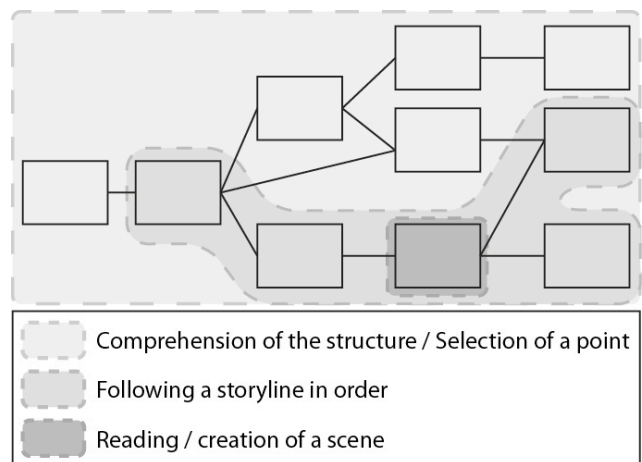 Comprehension of the structure / Selection of a point
Following a storyline in order
Reading / creation of a scene